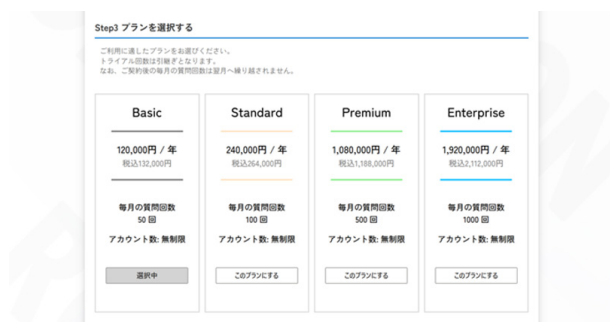 Step3 プランを選択する
ご利用に適したプランをお選びください。
トライアル回数は引継ぎとなります。
なお、ご契約後の毎月の質問回数は翌月へ繰り越されません。
Basic
120,000円 / 年
税込132,000円
毎月の質問回数
50 回
アカウント数: 無制限
選択中
Standard
240,000円 / 年
税込264,000円
毎月の質問回数
100 回
アカウント数: 無制限
このプランにする
Premium
1,080,000円 / 年
税込1,188,000円
毎月の質問回数
500 回
アカウント数: 無制限
このプランにする
Enterprise
1,920,000円 / 年
税込2,112,000円
毎月の質問回数
1000 回
アカウント数: 無制限
このプランにする